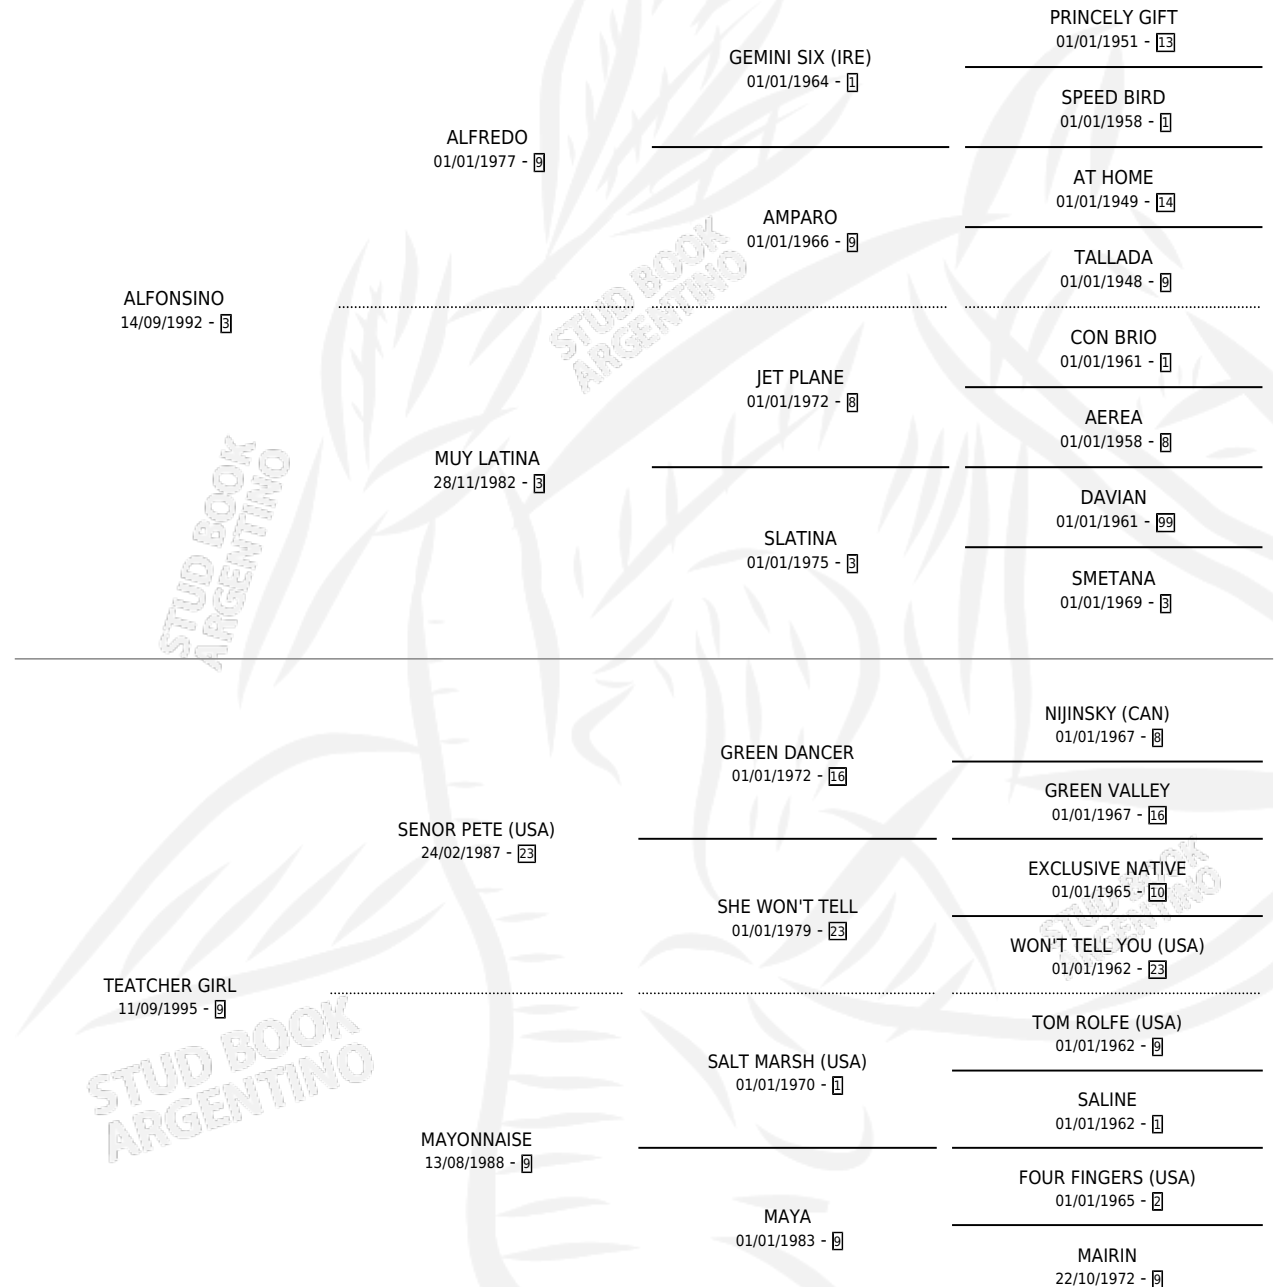 PRINCELY GIFT
01/01/1951 - 13
GEMINI SIX (IRE)
01/01/1964 - 1
SPEED BIRD
01/01/1958 - 1
ALFREDO
01/01/1977 - 9
AT HOME
01/01/1949 - 14
AMPARO
01/01/1966 - 9
TALLADA
01/01/1948 - 9
ALFONSINO
14/09/1992 - 3
CON BRIO
01/01/1961 - 1
JET PLANE
01/01/1972 - 8
AEREA
01/01/1958 - 8
MUY LATINA
28/11/1982 - 3
DAVIAN
01/01/1961 - 99
SLATINA
01/01/1975 - 3
SMETANA
01/01/1969 - 3
STUD BOOK
ARGENTINO
STUD BOOK
ARGENTINO
NIJINSKY (CAN)
01/01/1967 - 8
GREEN DANCER
01/01/1972 - 16
GREEN VALLEY
01/01/1967 - 16
SENOR PETE (USA)
24/02/1987 - 23
EXCLUSIVE NATIVE
01/01/1965 - 10
SHE WON'T TELL
01/01/1979 - 23
WON'T TELL YOU (USA)
01/01/1962 - 23
TEATCHER GIRL
11/09/1995 - 9
TOM ROLFE (USA)
01/01/1962 - 9
SALT MARSH (USA)
01/01/1970 - 1
SALINE
01/01/1962 - 1
MAYONNAISE
13/08/1988 - 9
FOUR FINGERS (USA)
01/01/1965 - 2
MAYA
01/01/1983 - 9
MAIRIN
22/10/1972 - 9
STUD BOOK
ARGENTINO
STUD BOOK
ARGENTINO